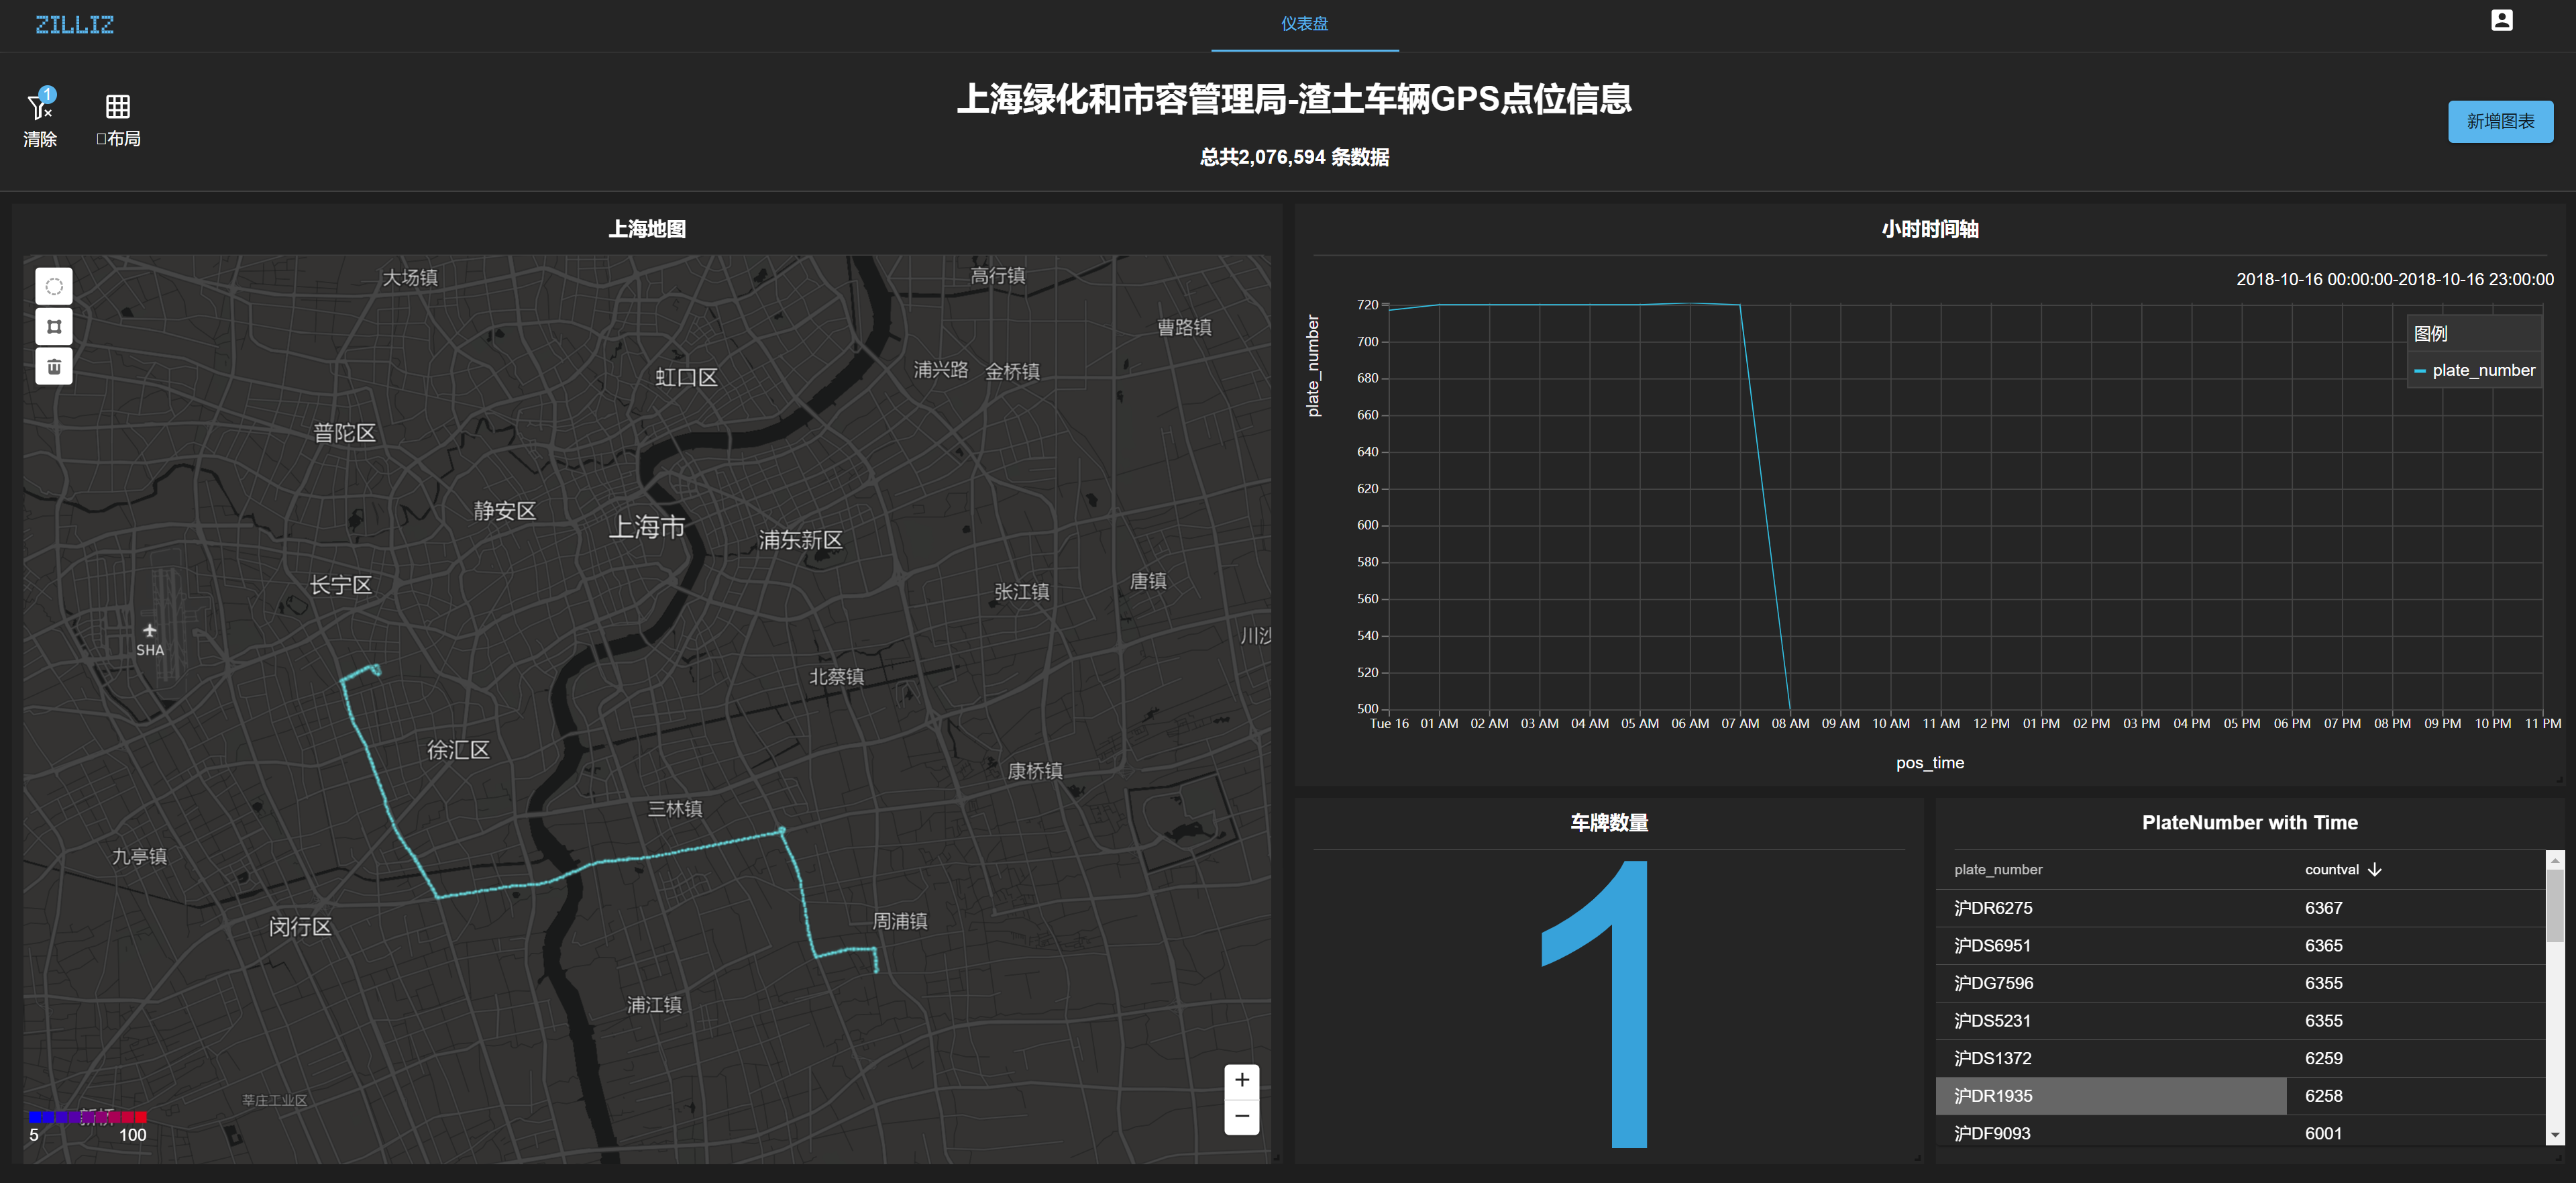 ZILLIZ
仪表盘
1
清除
布局
上海绿化和市容管理局-渣土车辆GPS点位信息
总共2,076,594 条数据
新增图表
上海地图
大场镇
高行镇
曹路镇
浦兴路
金桥镇
虹口区
普陀区
静安区
上海市
浦东新区
长宁区
张江镇
唐镇
川沙
SHA
北蔡镇
徐汇区
康桥镇
三林镇
九亭镇
周浦镇
闵行区
浦江镇
莘庄工业区
新桥
5 100
+
−
小时时间轴
2018-10-16 00:00:00-2018-10-16 23:00:00
plate_number
720
700
680
660
640
620
600
580
560
540
520
500
图例
plate_number
Tue 16 01 AM 02 AM 03 AM 04 AM 05 AM 06 AM 07 AM 08 AM 09 AM 10 AM 11 AM 12 PM 01 PM 02 PM 03 PM 04 PM 05 PM 06 PM 07 PM 08 PM 09 PM 10 PM 11 PM
pos_time
车牌数量
1
PlateNumber with Time
plate_number countval
沪DR6275 6367
沪DS6951 6365
沪DG7596 6355
沪DS5231 6355
沪DS1372 6259
沪DR1935 6258
沪DF9093 6001